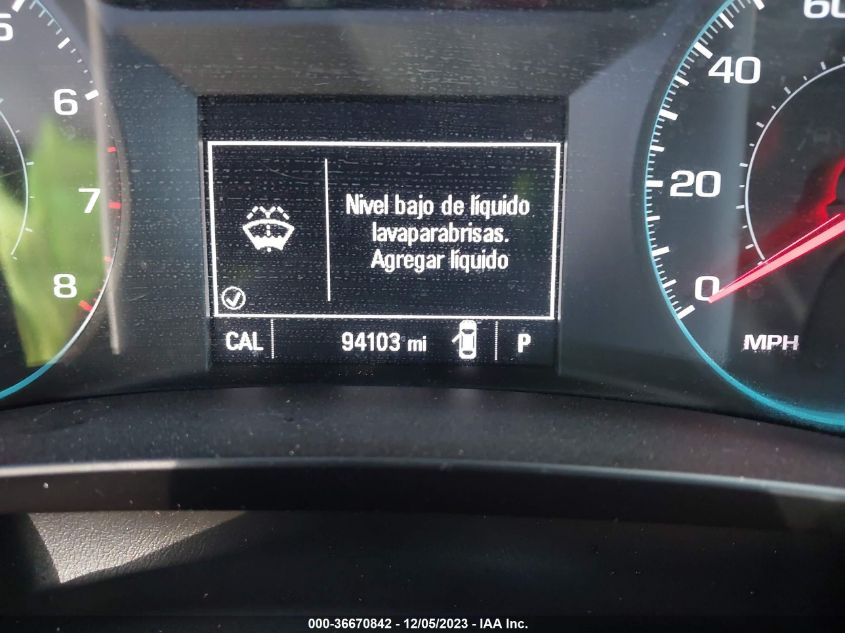 5
6
7
8
60
40
20
0
MPH
Nivel bajo de líquido
lavaparabrisas.
Agregar líquido
CAL 94103 mi P
000-36670842 - 12/05/2023 - IAA Inc.